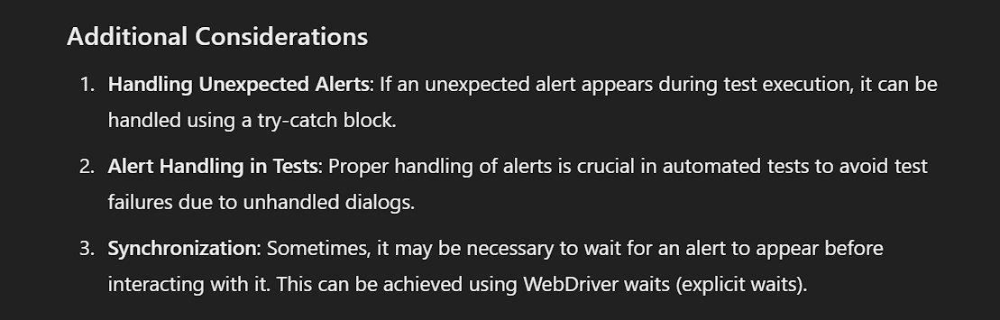 Additional Considerations
1. Handling Unexpected Alerts: If an unexpected alert appears during test execution, it can be
handled using a try-catch block.
2. Alert Handling in Tests: Proper handling of alerts is crucial in automated tests to avoid test
failures due to unhandled dialogs.
3. Synchronization: Sometimes, it may be necessary to wait for an alert to appear before
interacting with it. This can be achieved using WebDriver waits (explicit waits).